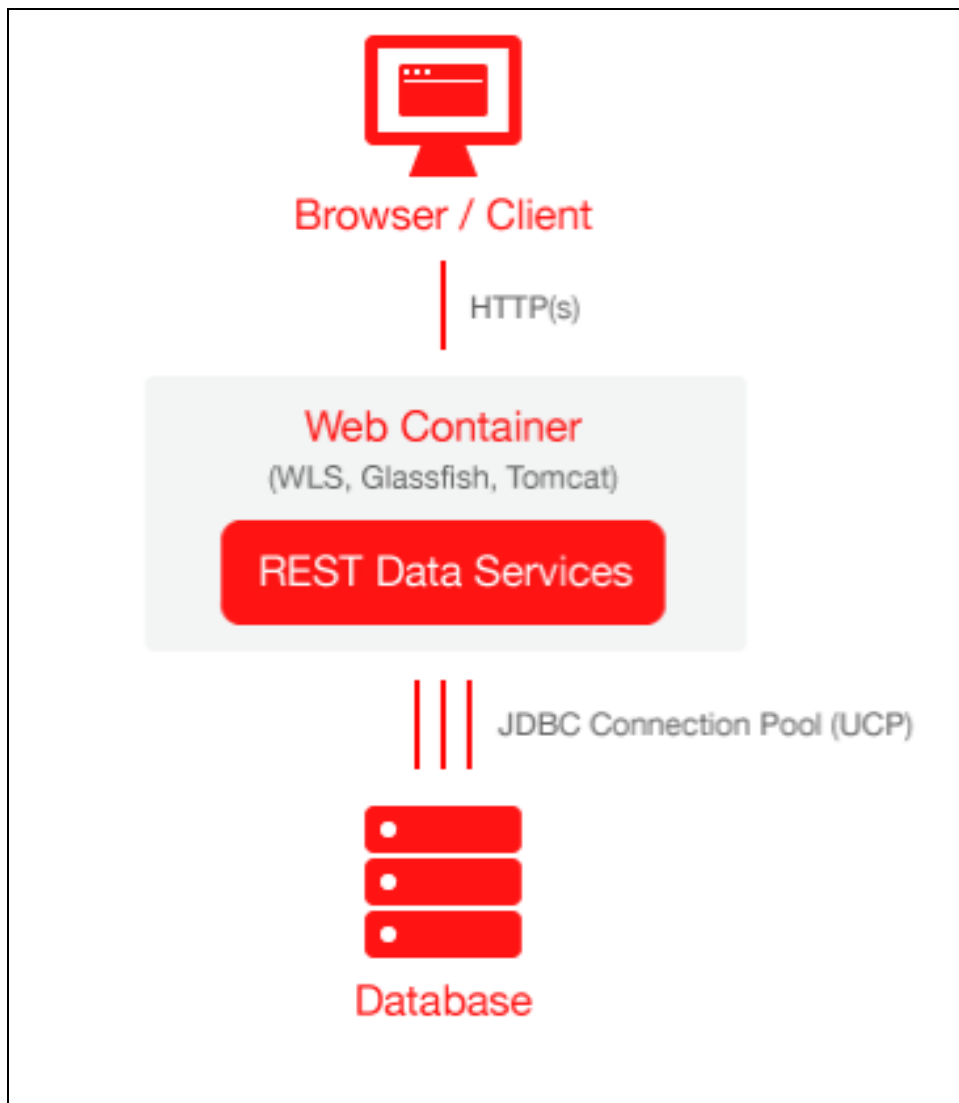 Browser / Client
HTTP(s)
Web Container
(WLS, Glassfish, Tomcat)
REST Data Services
JDBC Connection Pool (UCP)
Database